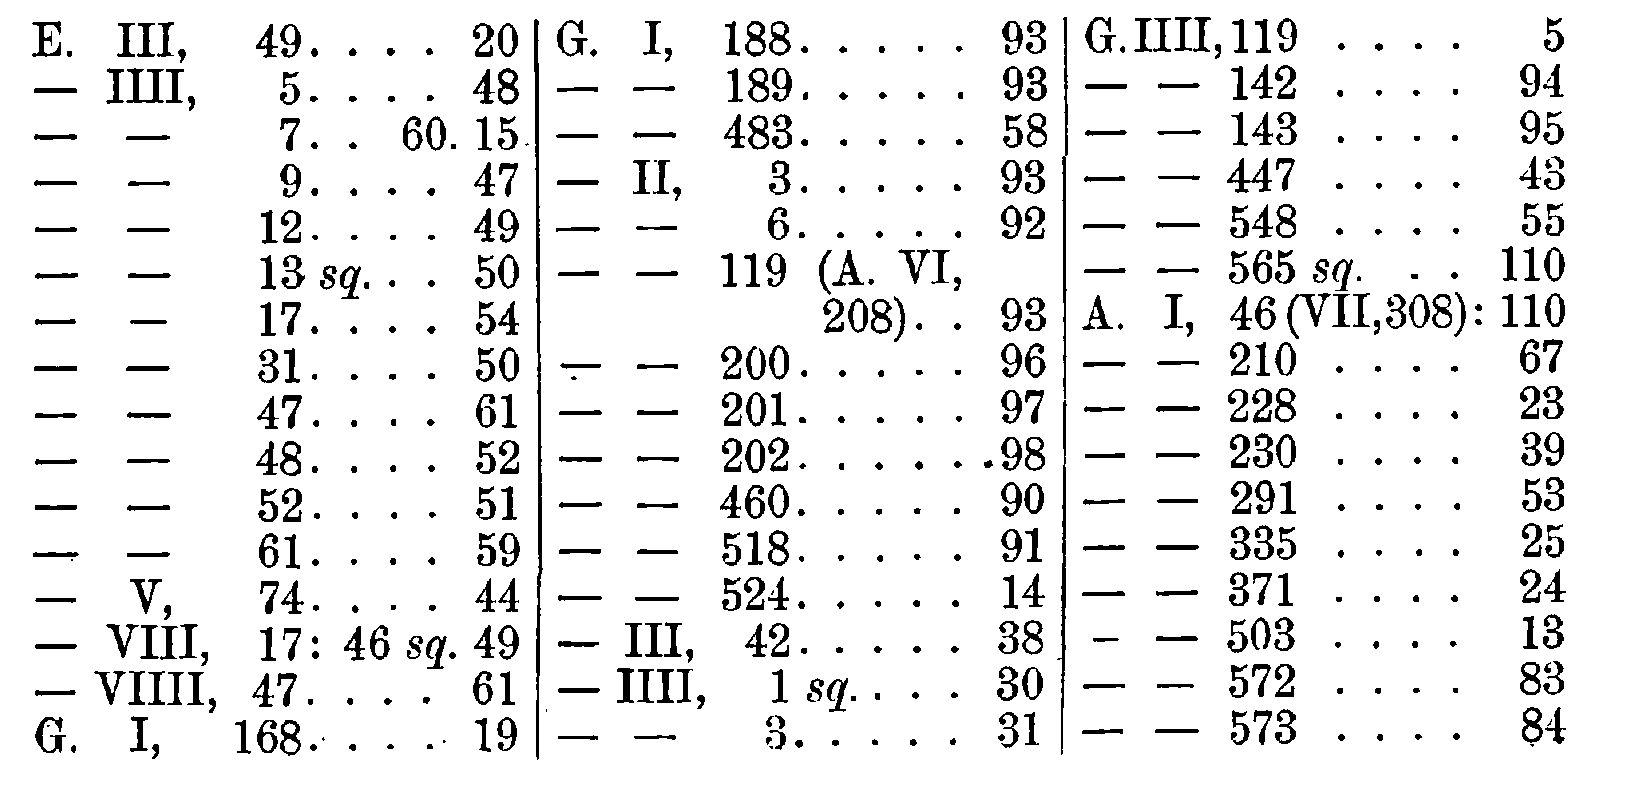 E. III, 49. . . . 20
— IIII, 5. . . . 48
— — 7. . 60. 15
— — 9. . . . 47
— — 12. . . . 49
— — 13 sq. . . 50
— — 17. . . . 54
— — 31. . . . 50
— — 47. . . . 61
— — 48. . . . 52
— — 52. . . . 51
— — 61. . . . 59
— V, 74. . . . 44
— VIII, 17: 46 sq. 49
— VIIII, 47. . . . 61
G. I, 168. . . . 19
G. I, 188. . . . . 93
— — 189. . . . . 93
— — 483. . . . . 58
— II, 3. . . . . 93
— — 6. . . . . 92
— — 119 (A. VI,
208). . 93
— — 200. . . . . 96
— — 201. . . . . 97
— — 202. . . . . .98
— — 460. . . . . 90
— — 518. . . . . 91
— — 524. . . . . 14
— III, 42. . . . . 38
— IIII, 1 sq. . . . 30
— — 3. . . . . 31
G. IIII, 119 . . . . 5
— — 142 . . . . 94
— — 143 . . . . 95
— — 447 . . . . 43
— — 548 . . . . 55
— — 565 sq. . . 110
A. I, 46 (VII,308): 110
— — 210 . . . . 67
— — 228 . . . . 23
— — 230 . . . . 39
— — 291 . . . . 53
— — 335 . . . . 25
— — 371 . . . . 24
— — 503 . . . . 13
— — 572 . . . . 83
— — 573 . . . . 84